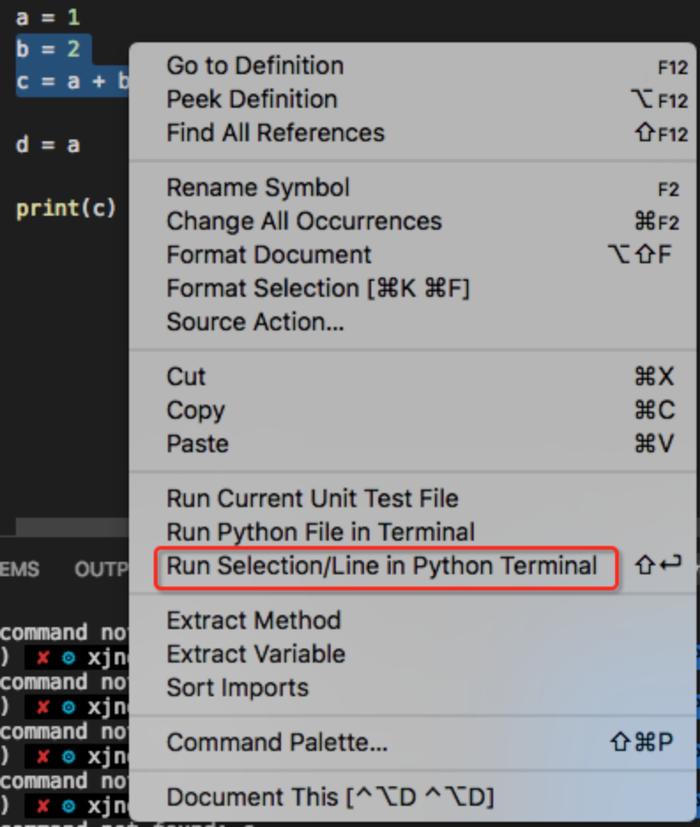 a = 1
b = 2
c = a + b
d = a
print(c)
Go to Definition F12
Peek Definition ⌥F12
Find All References ⇧F12
Rename Symbol F2
Change All Occurrences ⌘F2
Format Document ⌥⇧F
Format Selection [⌘K ⌘F]
Source Action...
Cut ⌘X
Copy ⌘C
Paste ⌘V
Run Current Unit Test File
Run Python File in Terminal
Run Selection/Line in Python Terminal ⇧⏎
Extract Method
Extract Variable
Sort Imports
Command Palette... ⇧⌘P
Document This [^⌥D ^⌥D]
EMS OUTP
command no
) ✘ ⚙ xjn
command no
) ✘ ⚙ xjn
command no
) ✘ ⚙ xjn
command no
) ✘ ⚙ xjn